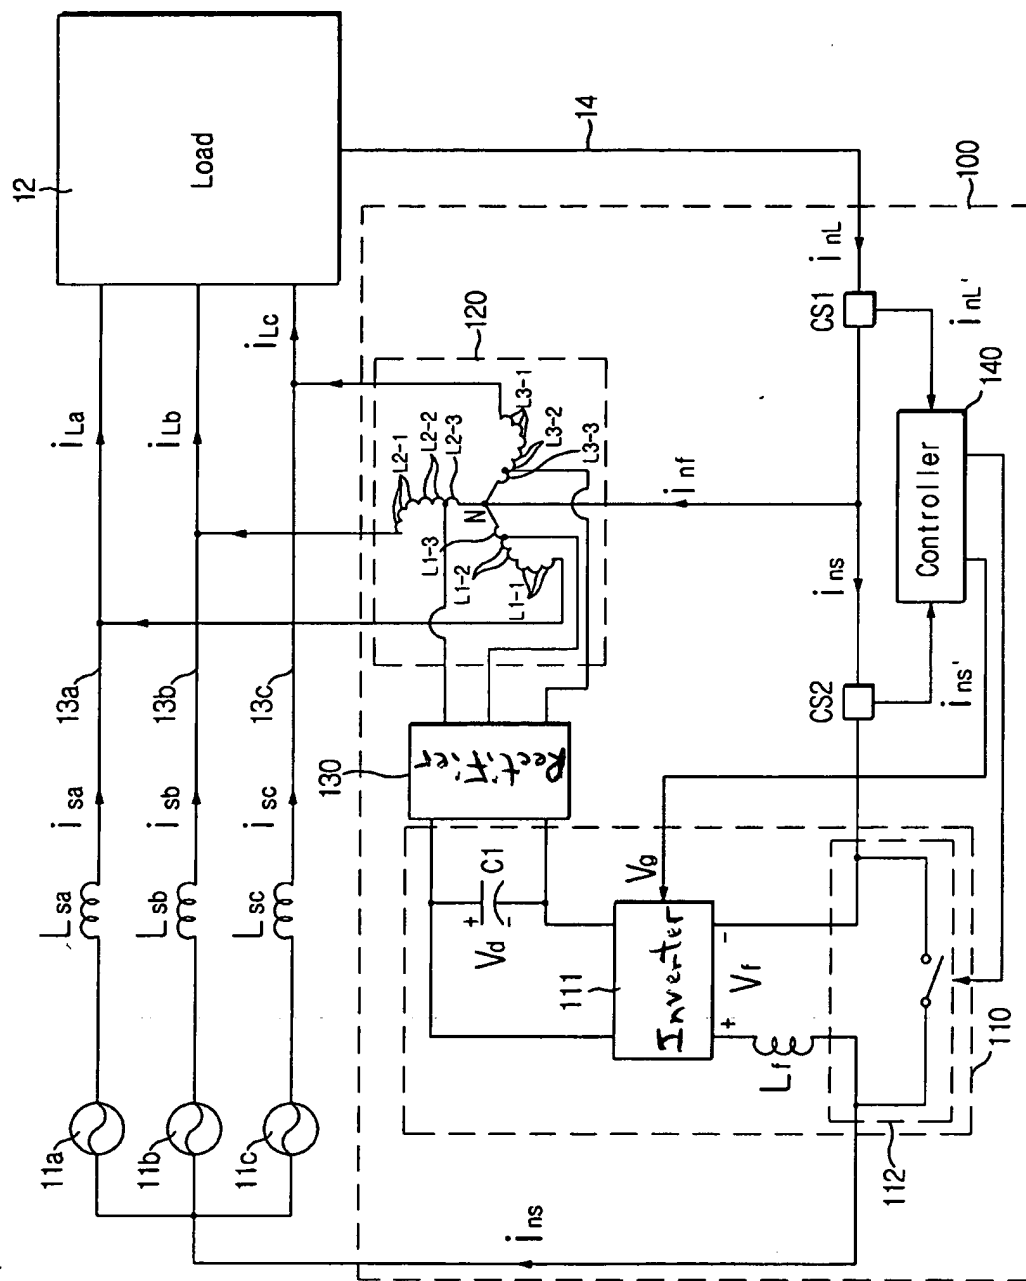 11a
Lsa
isa
13a
iLa
12
Load
11b
Lsb
isb
13b
iLb
11c
Lsc
isc
13c
iLc
14
100
120
L2-1
L2-2
L2-3
L3-1
L3-2
L3-3
N
L1-3
L1-2
L1-1
130
Rectifier
C1
+
-
Vd
inf
inL
CS1
inL'
140
Controller
ins
CS2
ins'
Vg
111
Inverter
+
-
Vf
Lf
110
112
ins